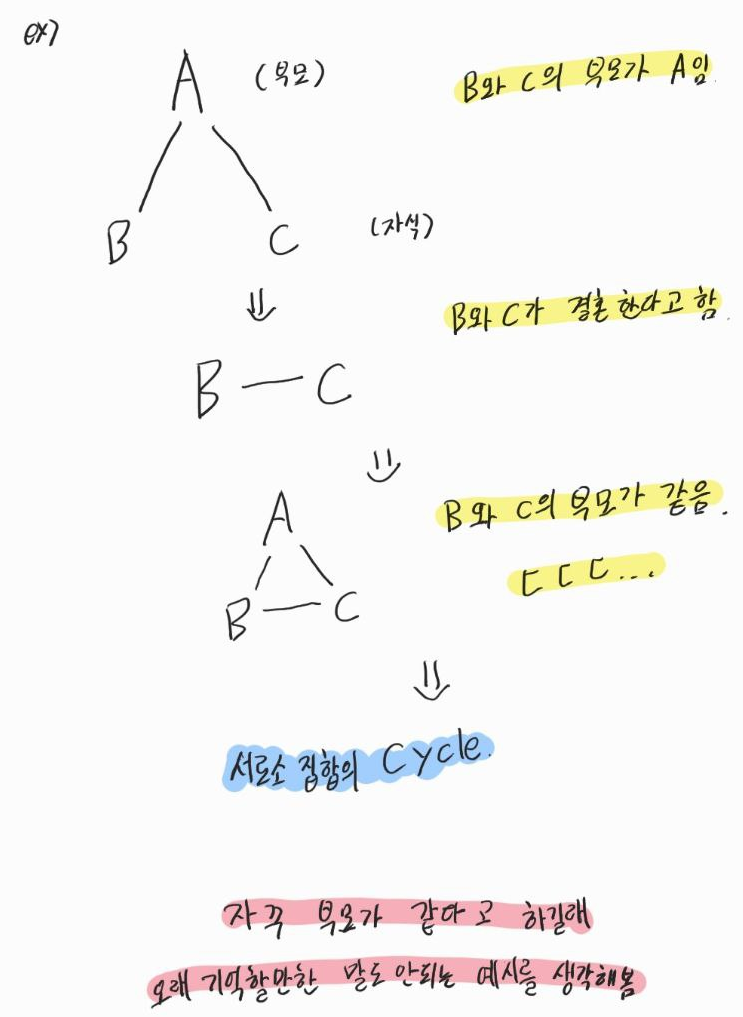 ex)
A (부모) B와 C의 부모가 A임.
B C (자식)
B와 C가 결혼한다고 함.
B — C
B와 C의 부모가 같음.
A
ㄷㄷㄷ...
B — C
서로소 집합의 Cycle.
자꾸 부모가 같다고 하길래
오래 기억할만한 말도 안되는 예시를 생각해봄